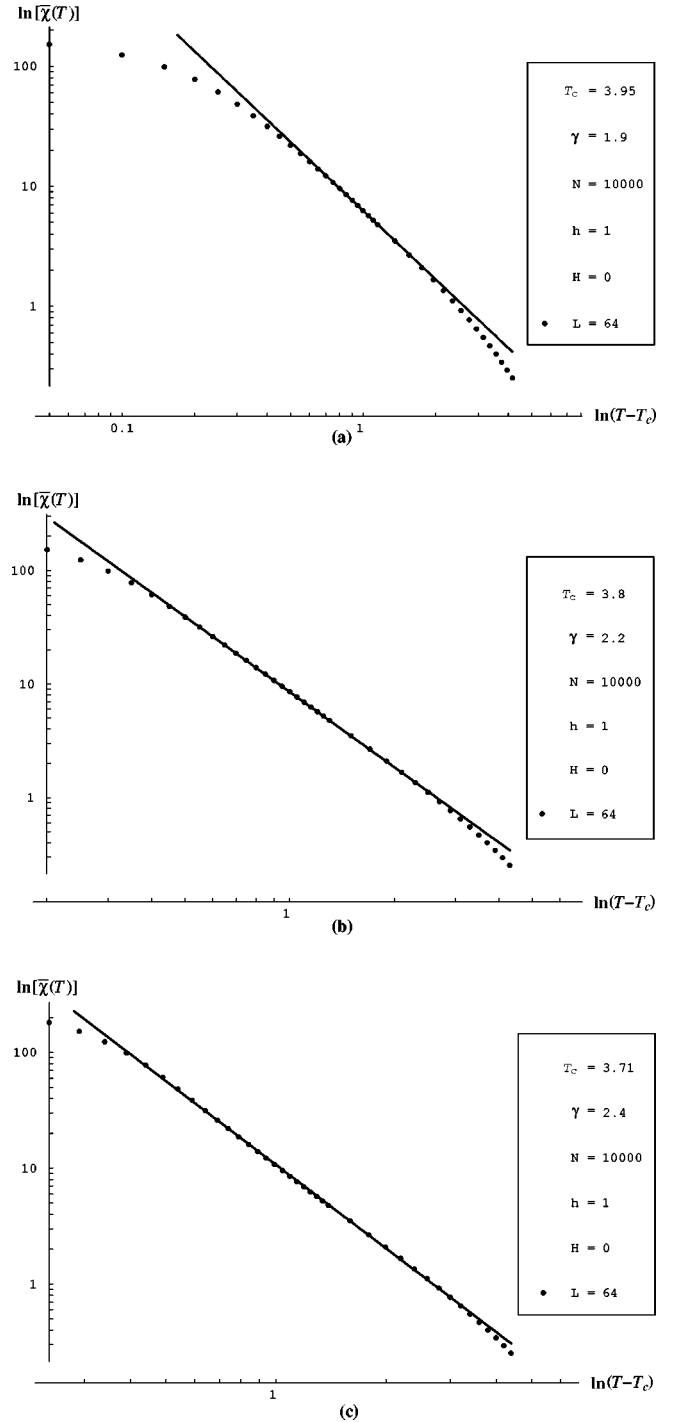 ln[χ̅(T)]
100
10
1
0.1
1
ln(T−T_c)
T_c = 3.95
γ = 1.9
N = 10000
h = 1
H = 0
L = 64
(a)
ln[χ̅(T)]
100
10
1
1
ln(T−T_c)
T_c = 3.8
γ = 2.2
N = 10000
h = 1
H = 0
L = 64
(b)
ln[χ̅(T)]
100
10
1
1
ln(T−T_c)
T_c = 3.71
γ = 2.4
N = 10000
h = 1
H = 0
L = 64
(c)